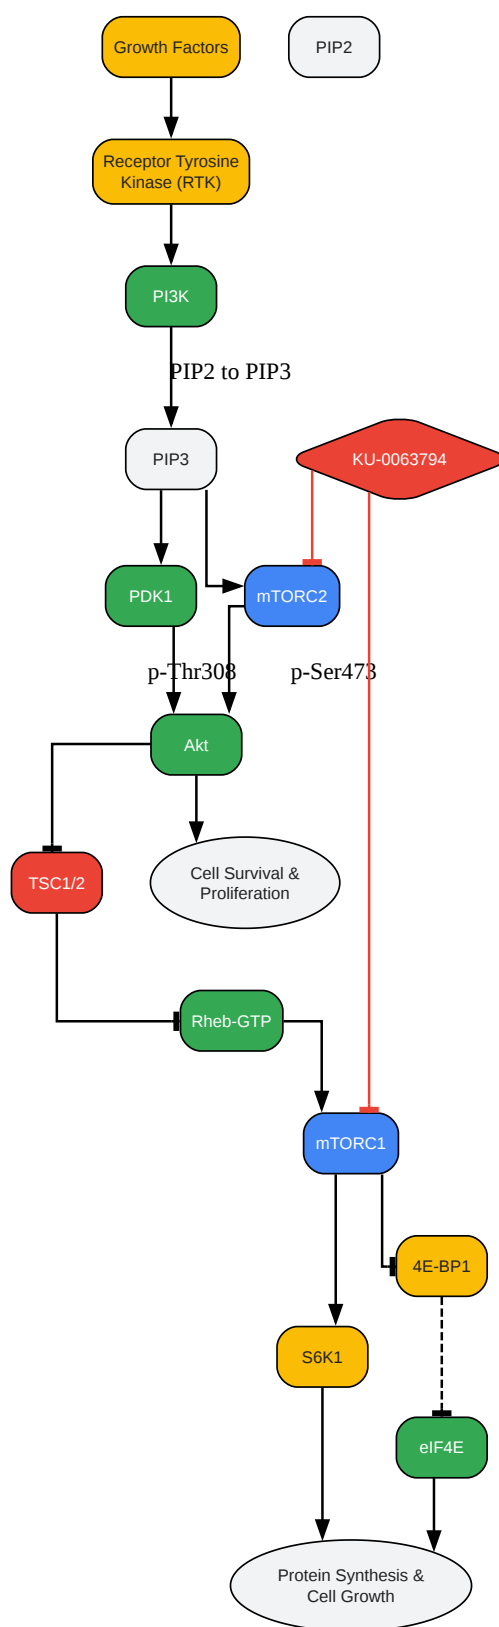 Growth Factors
PIP2
Receptor Tyrosine
Kinase (RTK)
PI3K
PIP2 to PIP3
PIP3
KU-0063794
PDK1
mTORC2
p-Thr308
p-Ser473
Akt
TSC1/2
Cell Survival &
Proliferation
Rheb-GTP
mTORC1
4E-BP1
S6K1
eIF4E
Protein Synthesis &
Cell Growth